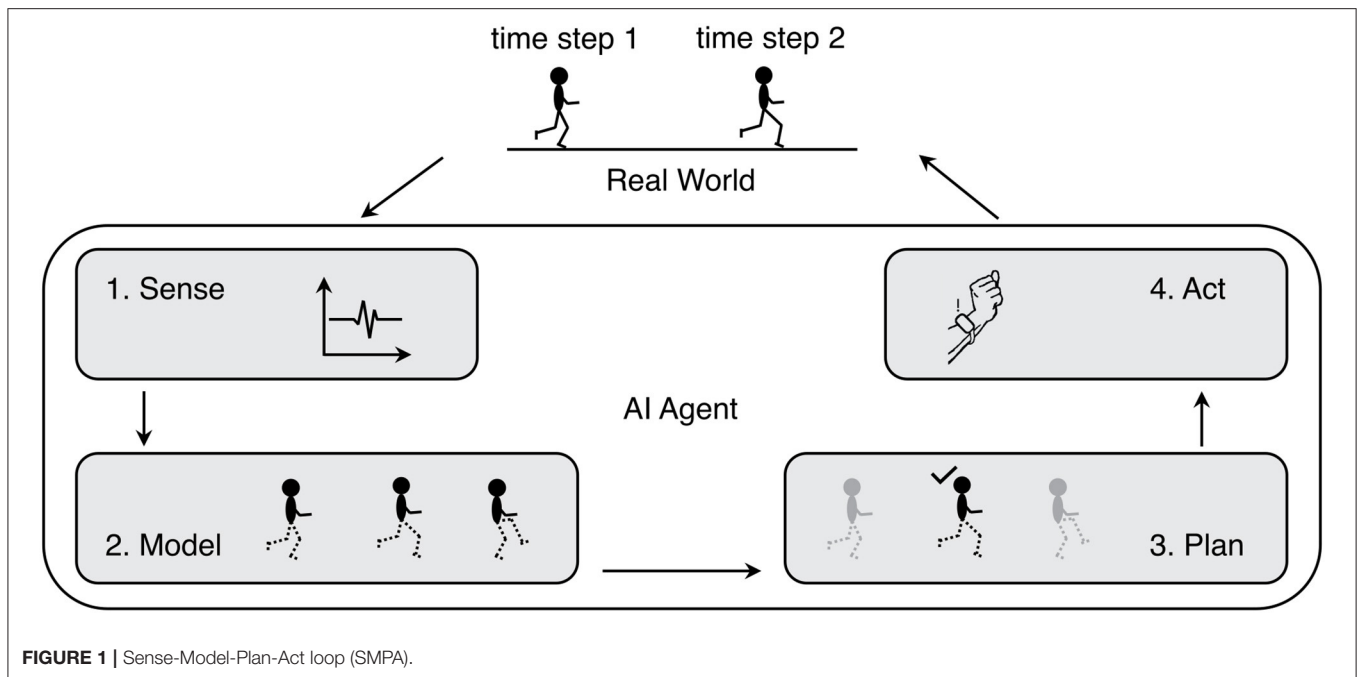 time step 1 time step 2
Real World
1. Sense
4. Act
!
AI Agent
2. Model
3. Plan
FIGURE 1 | Sense-Model-Plan-Act loop (SMPA).